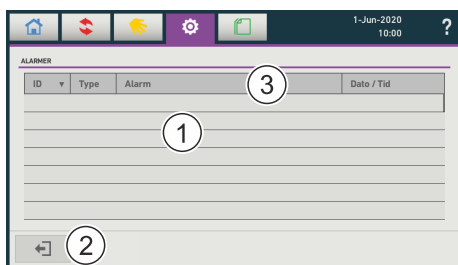 1-Jun-2020
10:00
?
ALARMER
ID ▼ Type Alarm 3 Dato / Tid
1
2